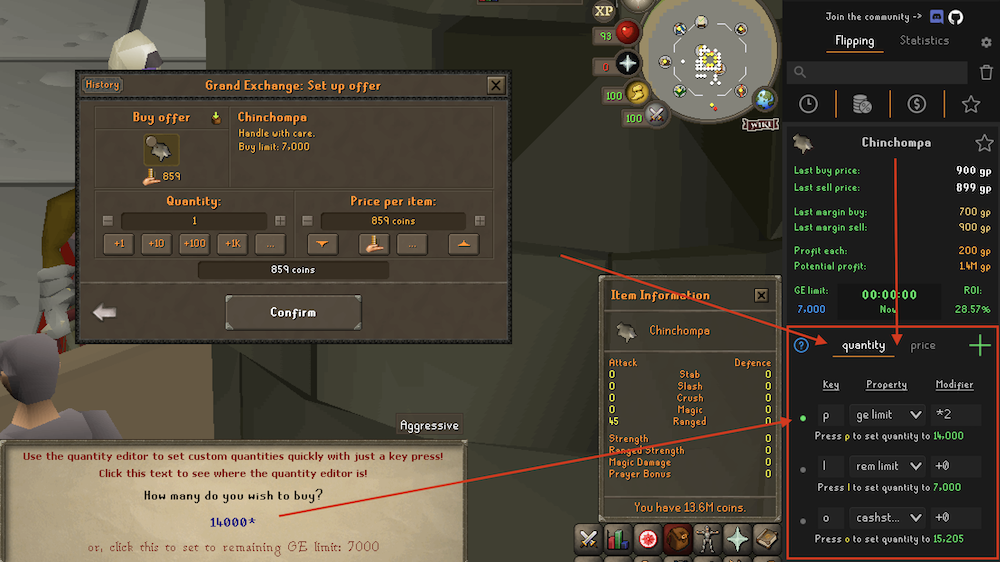 XP
93
0
100
100
WIKI
History
Grand Exchange: Set up offer
Buy offer
Chinchompa
Handle with care.
Buy limit: 7,000
859
Quantity:
1
+1
+10
+100
+1K
...
Price per item:
859 coins
...
859 coins
Confirm
Item Information
Chinchompa
Attack Defence
0 Stab 0
0 Slash 0
0 Crush 0
0 Magic 0
45 Ranged 0
Strength 0
Ranged Strength 0
Magic Damage 0
Prayer Bonus 0
You have 13.6M coins.
Aggressive
Use the quantity editor to set custom quantities quickly with just a key press!
Click this text to see where the quantity editor is!
How many do you wish to buy?
14000*
or, click this to set to remaining GE limit: 7000
Join the community ->
Flipping Statistics
Chinchompa
Last buy price: 900 gp
Last sell price: 899 gp
Last margin buy: 700 gp
Last margin sell: 900 gp
Profit each: 200 gp
Potential profit: 1.4M gp
GE limit: 00:00:00 ROI:
7,000 Now 28.57%
? quantity price
Key Property Modifier
p ge limit *2
Press p to set quantity to 14,000
l rem limit +0
Press l to set quantity to 7,000
o cashst... +0
Press o to set quantity to 15,205